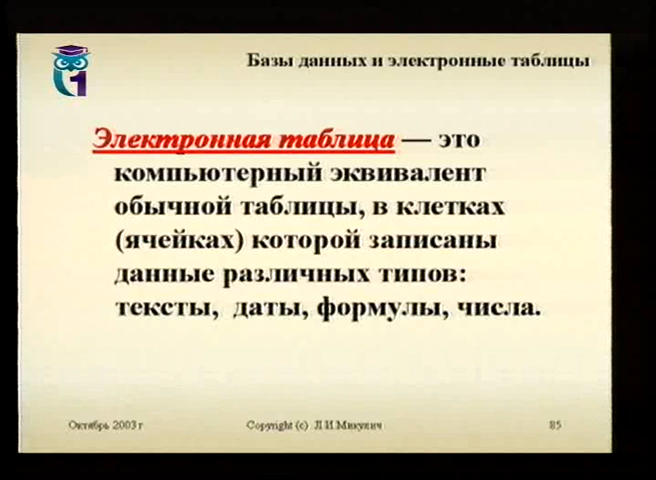 Базы данных и электронные таблицы
1
Электронная таблица — это
компьютерный эквивалент
обычной таблицы, в клетках
(ячейках) которой записаны
данные различных типов:
тексты, даты, формулы, числа.
Октябрь 2003 г
Copyright (c) Л.И.Микулич
85